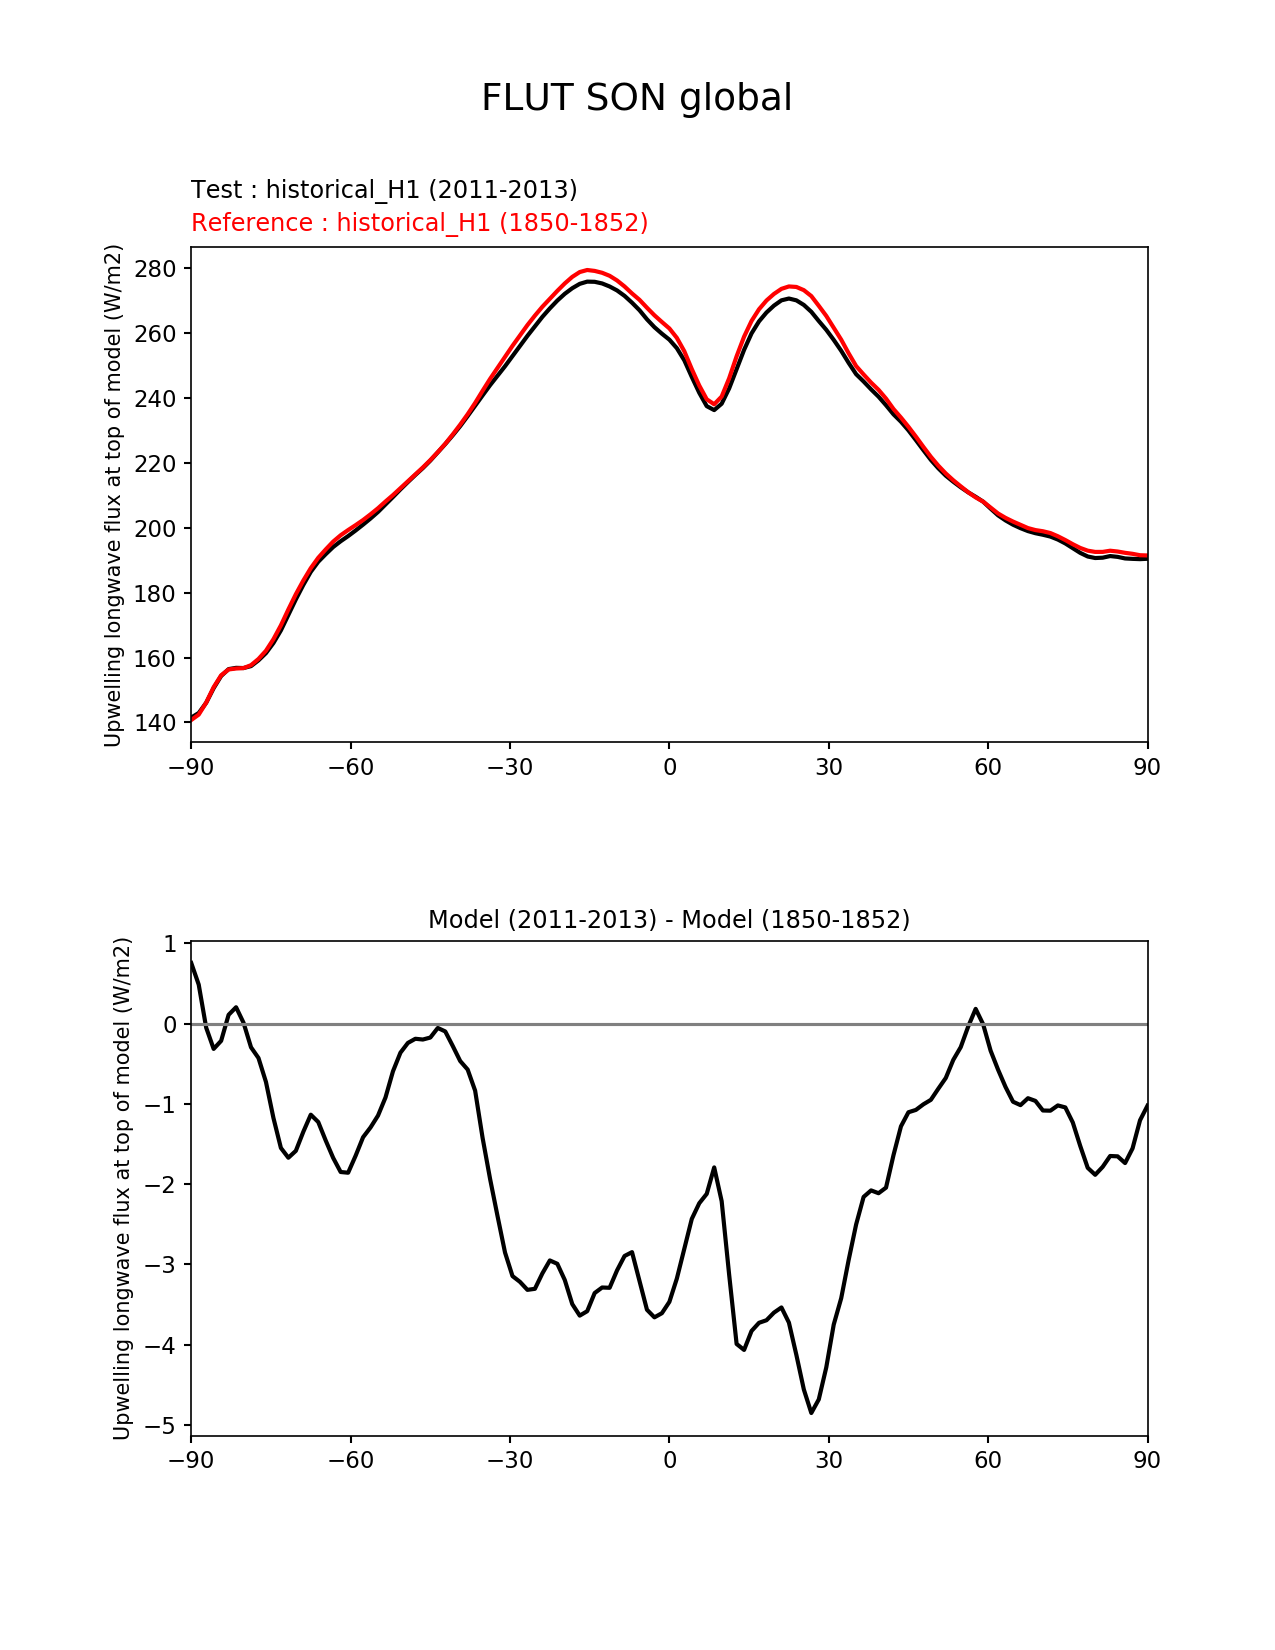 FLUT SON global
Test : historical_H1 (2011-2013)
Reference : historical_H1 (1850-1852)
Upwelling longwave flux at top of model (W/m2)
280
260
240
220
200
180
160
140
−90 −60 −30 0 30 60 90
Model (2011-2013) - Model (1850-1852)
Upwelling longwave flux at top of model (W/m2)
1
0
−1
−2
−3
−4
−5
−90 −60 −30 0 30 60 90